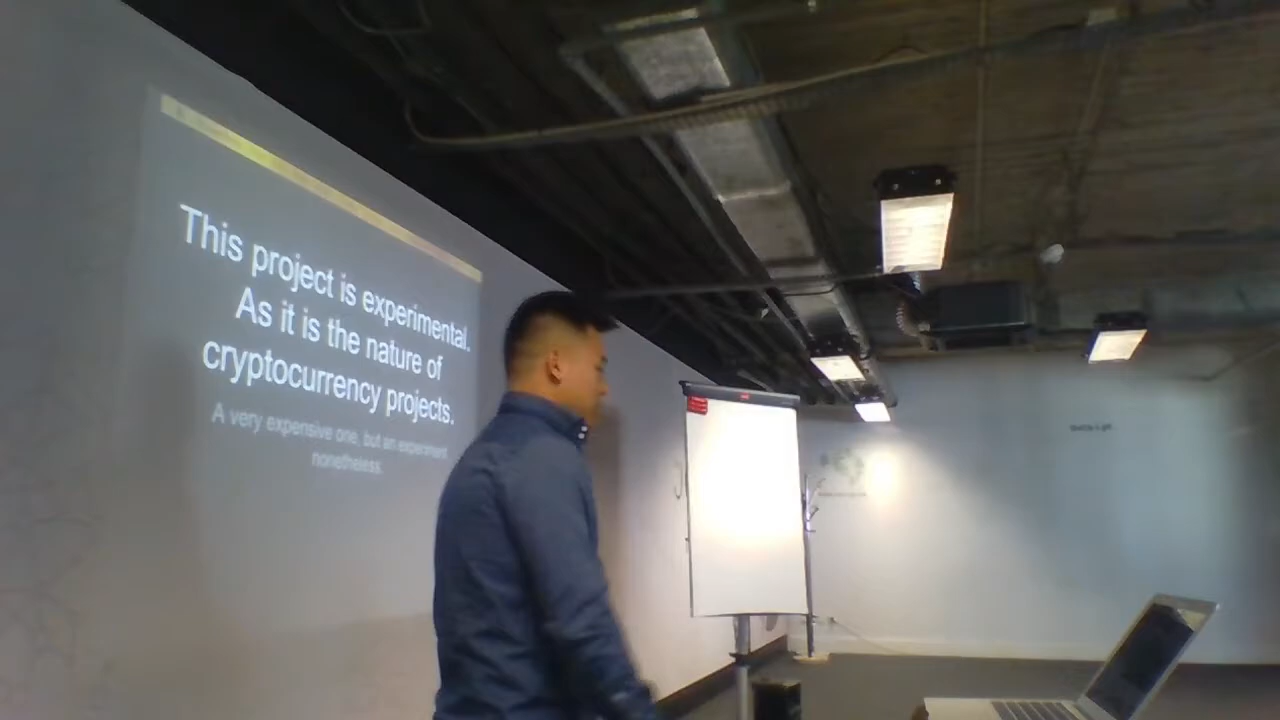 This project is experimental.
As it is the nature of
cryptocurrency projects.
A very expensive one, but an experiment
nonetheless.